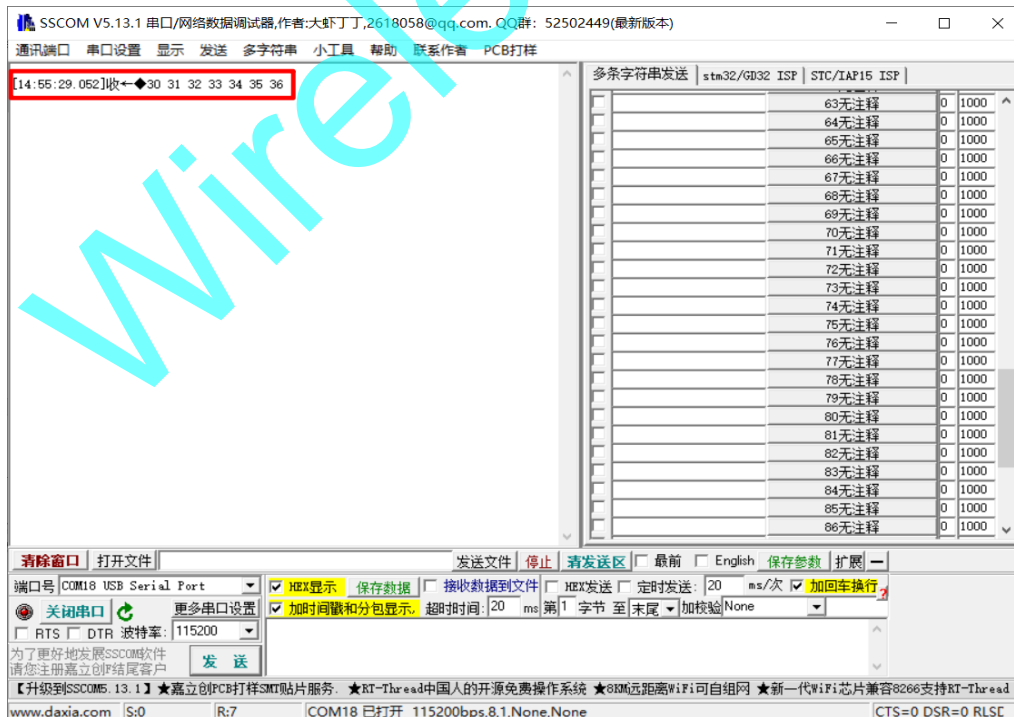 SSCOM V5.13.1 串口/网络数据调试器,作者:大虾丁丁,2618058@qq.com. QQ群: 52502449(最新版本)
通讯端口 串口设置 显示 发送 多字符串 小工具 帮助 联系作者 PCB打样
[14:55:29.052]收←◆30 31 32 33 34 35 36
多条字符串发送 stm32/GD32 ISP STC/IAP15 ISP
63无注释 0 1000
64无注释 0 1000
65无注释 0 1000
66无注释 0 1000
67无注释 0 1000
68无注释 0 1000
69无注释 0 1000
70无注释 0 1000
71无注释 0 1000
72无注释 0 1000
73无注释 0 1000
74无注释 0 1000
75无注释 0 1000
76无注释 0 1000
77无注释 0 1000
78无注释 0 1000
79无注释 0 1000
80无注释 0 1000
81无注释 0 1000
82无注释 0 1000
83无注释 0 1000
84无注释 0 1000
85无注释 0 1000
86无注释 0 1000
Wirele
清除窗口 打开文件 发送文件 停止 清发送区 最前 English 保存参数 扩展 —
端口号 COM18 USB Serial Port HEX显示 保存数据 接收数据到文件 HEX发送 定时发送: 20 ms/次 加回车换行
关闭串口 更多串口设置 加时间戳和分包显示, 超时时间: 20 ms 第 1 字节 至 末尾 加校验 None
RTS DTR 波特率: 115200
为了更好地发展SSCOM软件
请您注册嘉立创F结尾客户
发 送
【升级到SSCOM5.13.1】★嘉立创PCB打样SMT贴片服务. ★RT-Thread中国人的开源免费操作系统 ★8KM远距离WiFi可自组网 ★新一代WiFi芯片兼容8266支持RT-Thread
www.daxia.com S:0 R:7 COM18 已打开 115200bps,8,1,None,None CTS=0 DSR=0 RLSD